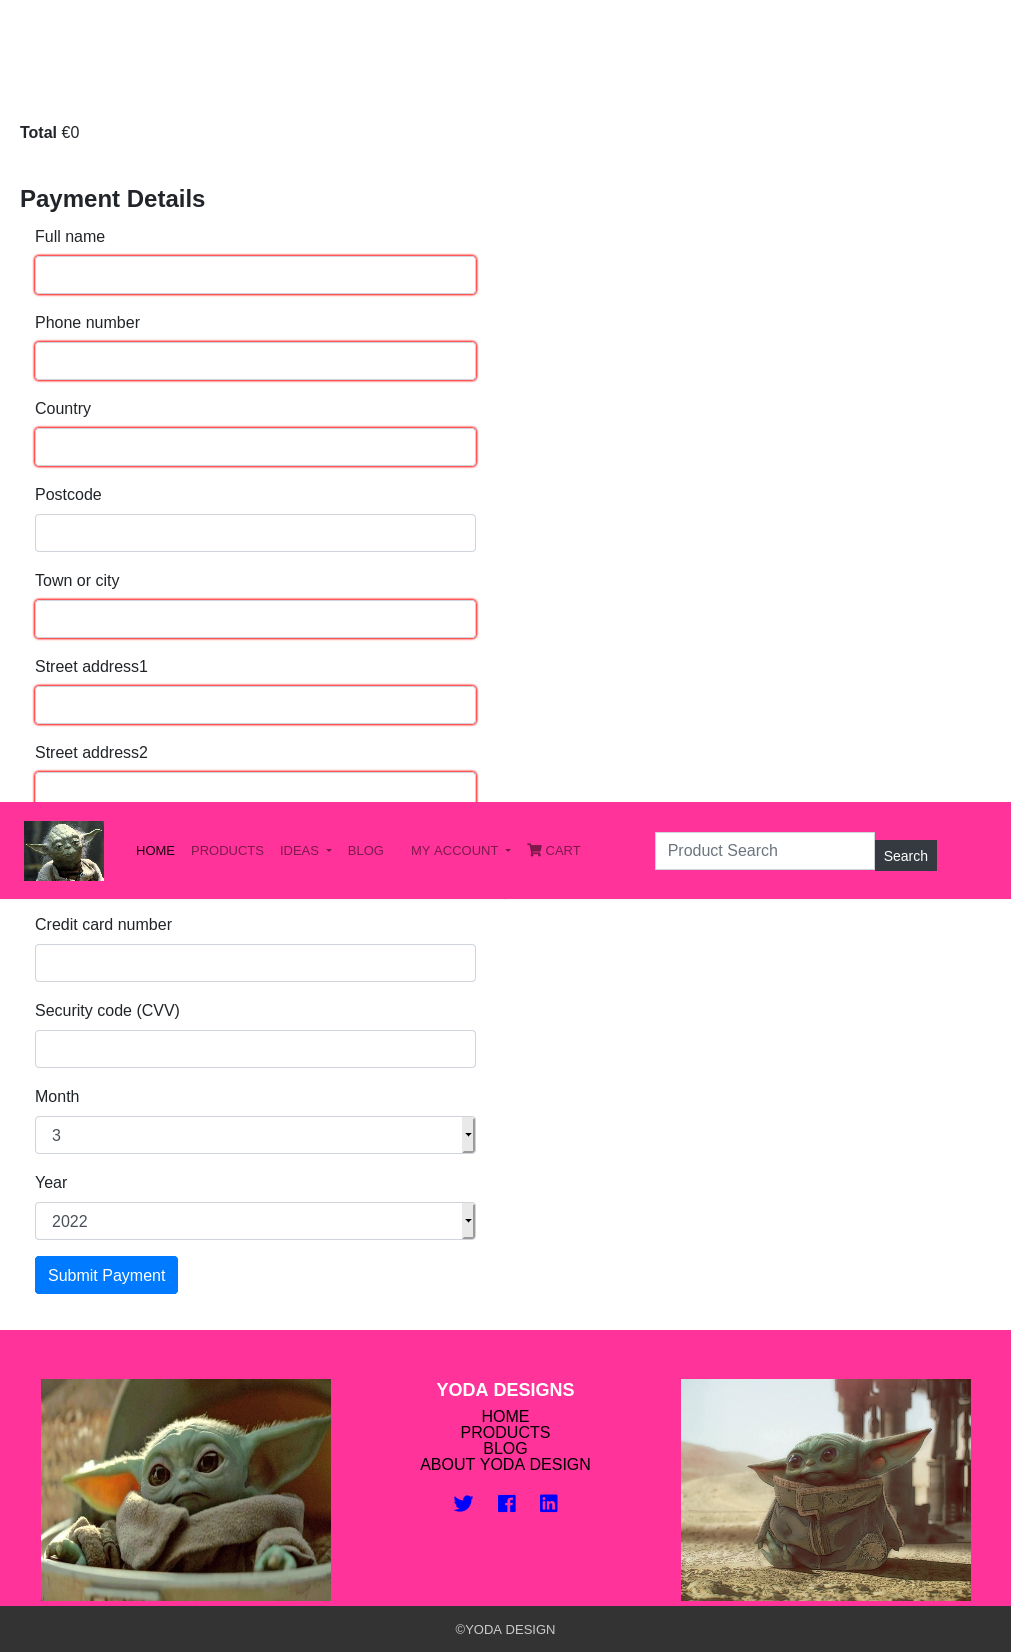 Total €0
Payment Details
Full name
Phone number
Country
Postcode
Town or city
Street address1
Street address2
HOME PRODUCTS IDEAS BLOG MY ACCOUNT CART Product Search Search
Credit card number
Security code (CVV)
Month
3
Year
2022
Submit Payment
YODA DESIGNS
HOME
PRODUCTS
BLOG
ABOUT YODA DESIGN
©YODA DESIGN